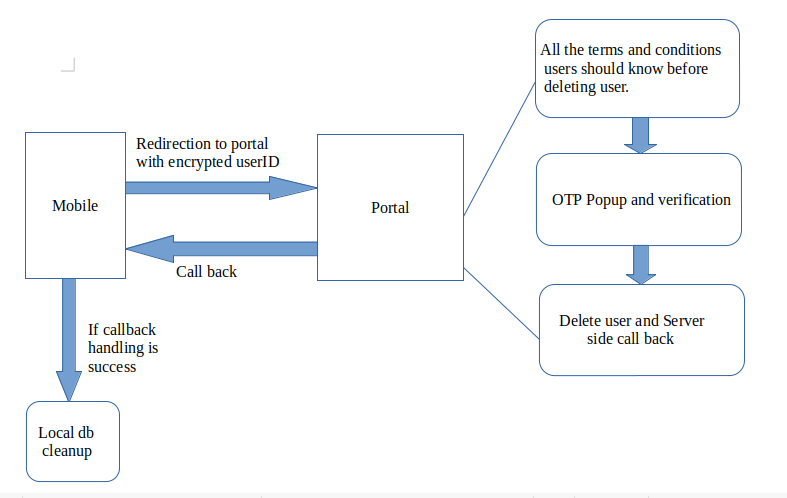 All the terms and conditions
users should know before
deleting user.
Redirection to portal
with encrypted userID
Mobile
Portal
OTP Popup and verification
Call back
If callback
handling is
success
Delete user and Server
side call back
Local db
cleanup